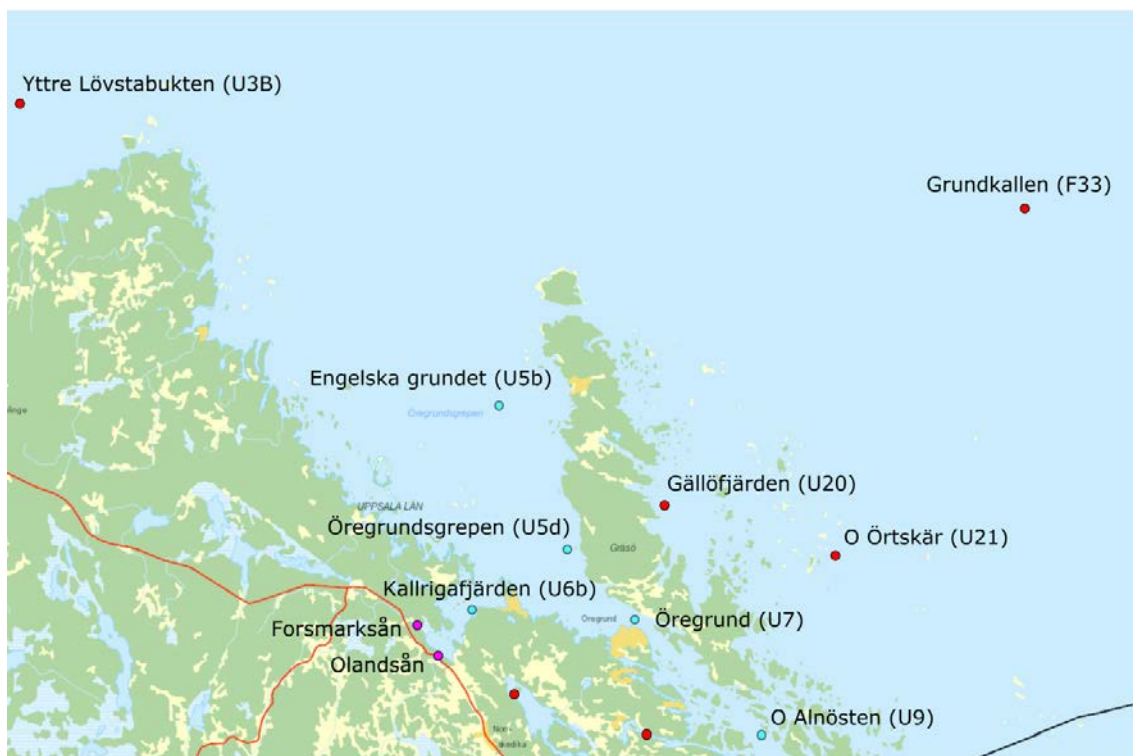 Yttre Lövstabukten (U3B)
Grundkallen (F33)
Engelska grundet (U5b)
Öregrundsgrepen
Gällöfjärden (U20)
UPPSALA LÄN
Öregrundsgrepen (U5d)
O Örtskär (U21)
Gräsö
Kallrigafjärden (U6b)
Öregrund
Öregrund (U7)
Forsmarksån
Olandsån
O Alnösten (U9)
skedika